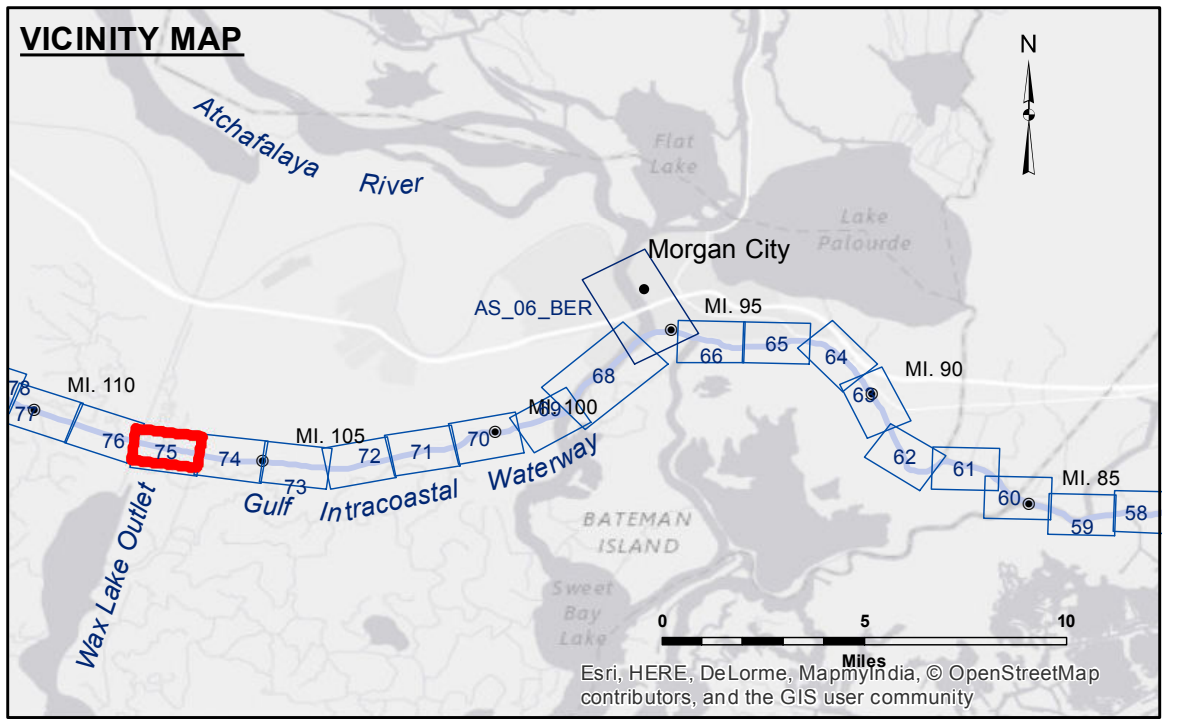 VICINITY MAP
N
Atchafalaya
River
Flat
Lake
Lake
Palourde
Morgan City
AS_06_BER
MI. 95
66
65
64
68
MI. 90
63
78
MI. 110
77
69
MI. 100
76
75
74
MI. 105
73
72
71
70
62
61
MI. 85
60
59
58
Wax Lake Outlet
Gulf
Intracoastal
Waterway
BATEMAN
ISLAND
Sweet
Bay
Lake
0
5
10
Miles
Esri, HERE, DeLorme, MapmyIndia, © OpenStreetMap
contributors, and the GIS user community